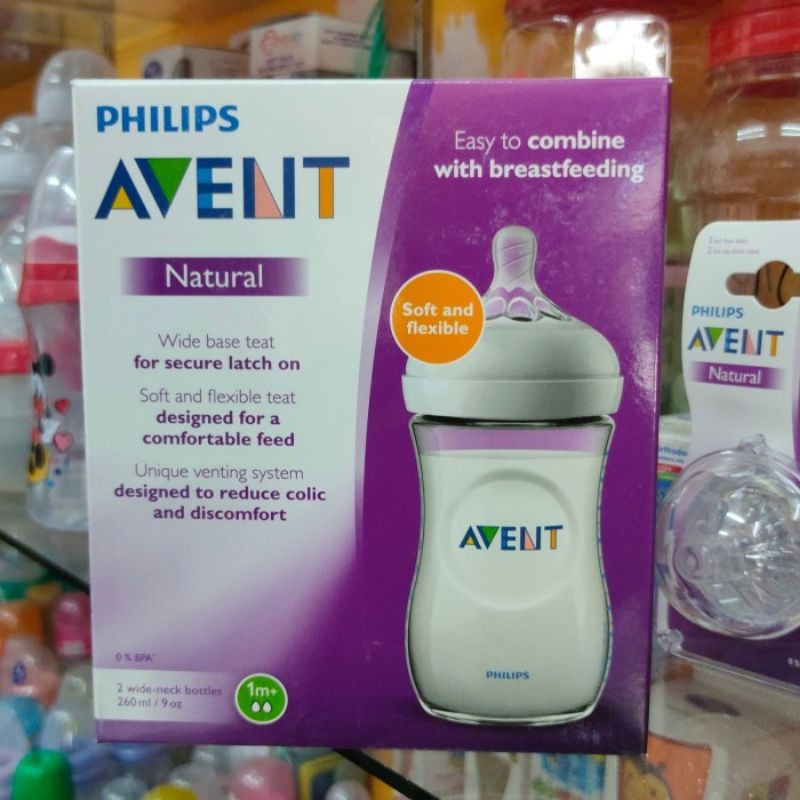 PHILIPS
AVENT
Natural
Wide base teat
for secure latch on
Soft and flexible teat
designed for a
comfortable feed
Unique venting system
designed to reduce colic
and discomfort
0% BPA*
2 wide-neck bottles
260ml / 9 oz
1m+
Easy to combine
with breastfeeding
Soft and
flexible
AVENT
PHILIPS
PHILIPS
AVENT
Natural